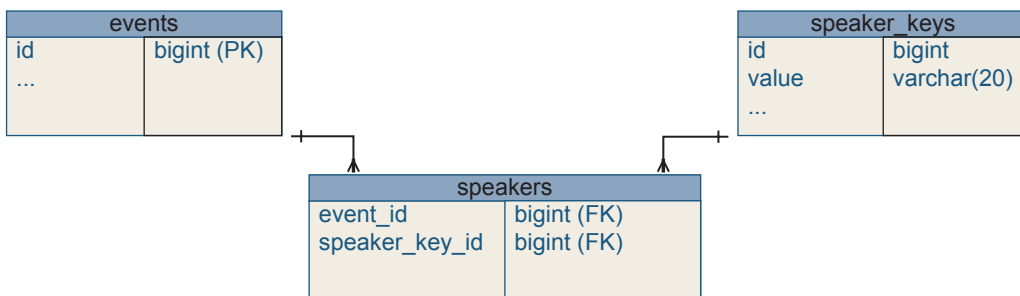 events
id bigint (PK)
...
speaker_keys
id bigint
value varchar(20)
...
speakers
event_id bigint (FK)
speaker_key_id bigint (FK)